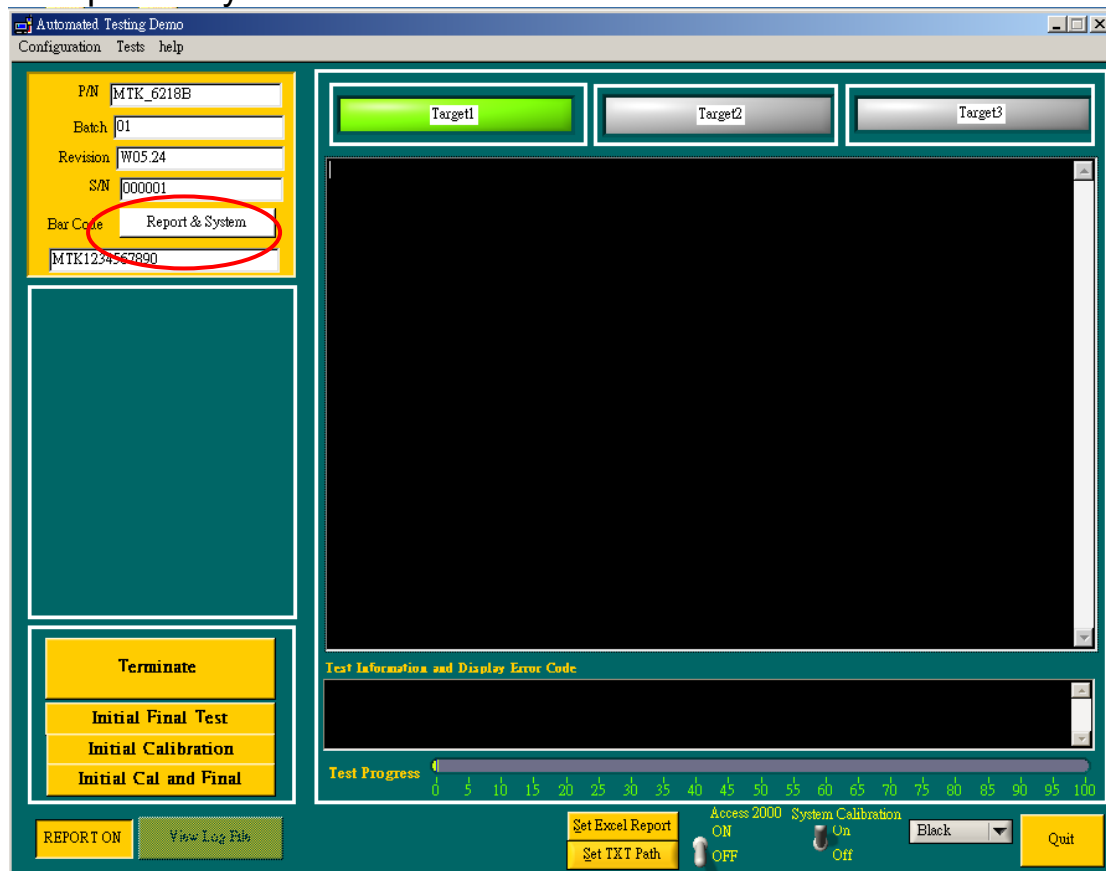 Automated Testing Demo
Configuration Tests help
P/N MTK_6218B
Batch 01
Revision W05.24
S/N 000001
Bar Code Report & System
MTK1234567890
Target1 Target2 Target3
Terminate
Initial Final Test
Initial Calibration
Initial Cal and Final
Test Information and Display Error Code
Test Progress
0 5 10 15 20 25 30 35 40 45 50 55 60 65 70 75 80 85 90 95 100
REPORT ON
View Log File
Set Excel Report
Set TXT Path
Access 2000
ON
OFF
System Calibration
On
Off
Black
Quit